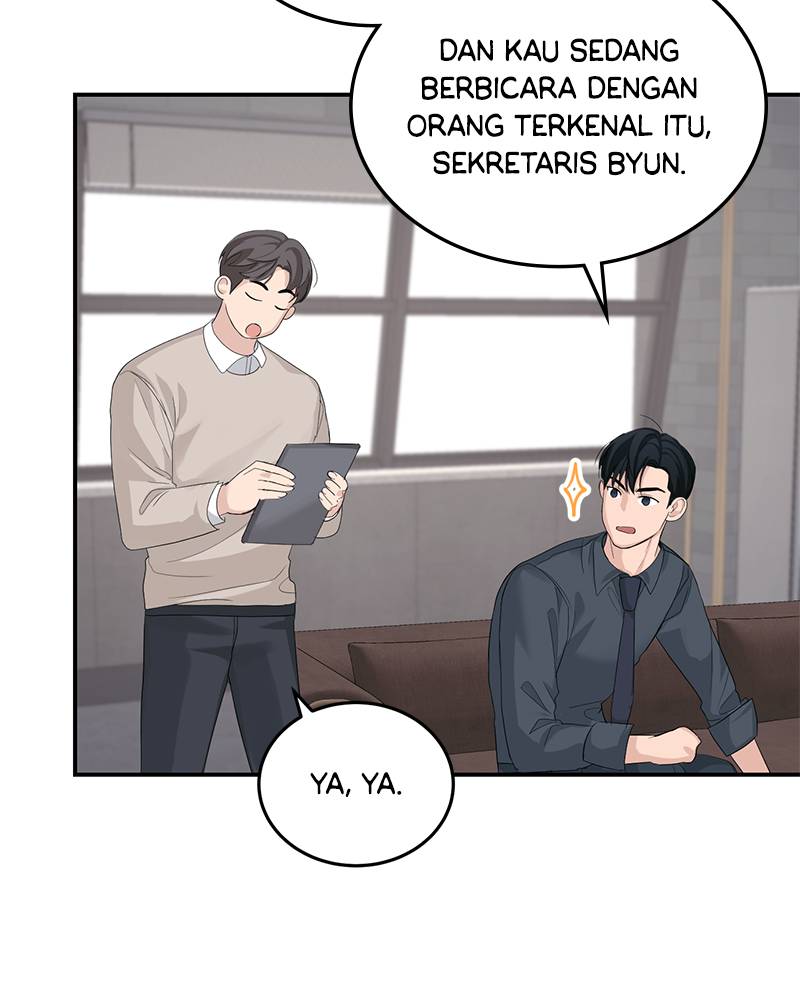 DAN KAU SEDANG
BERBICARA DENGAN
ORANG TERKENAL ITU,
SEKRETARIS BYUN.
YA, YA.